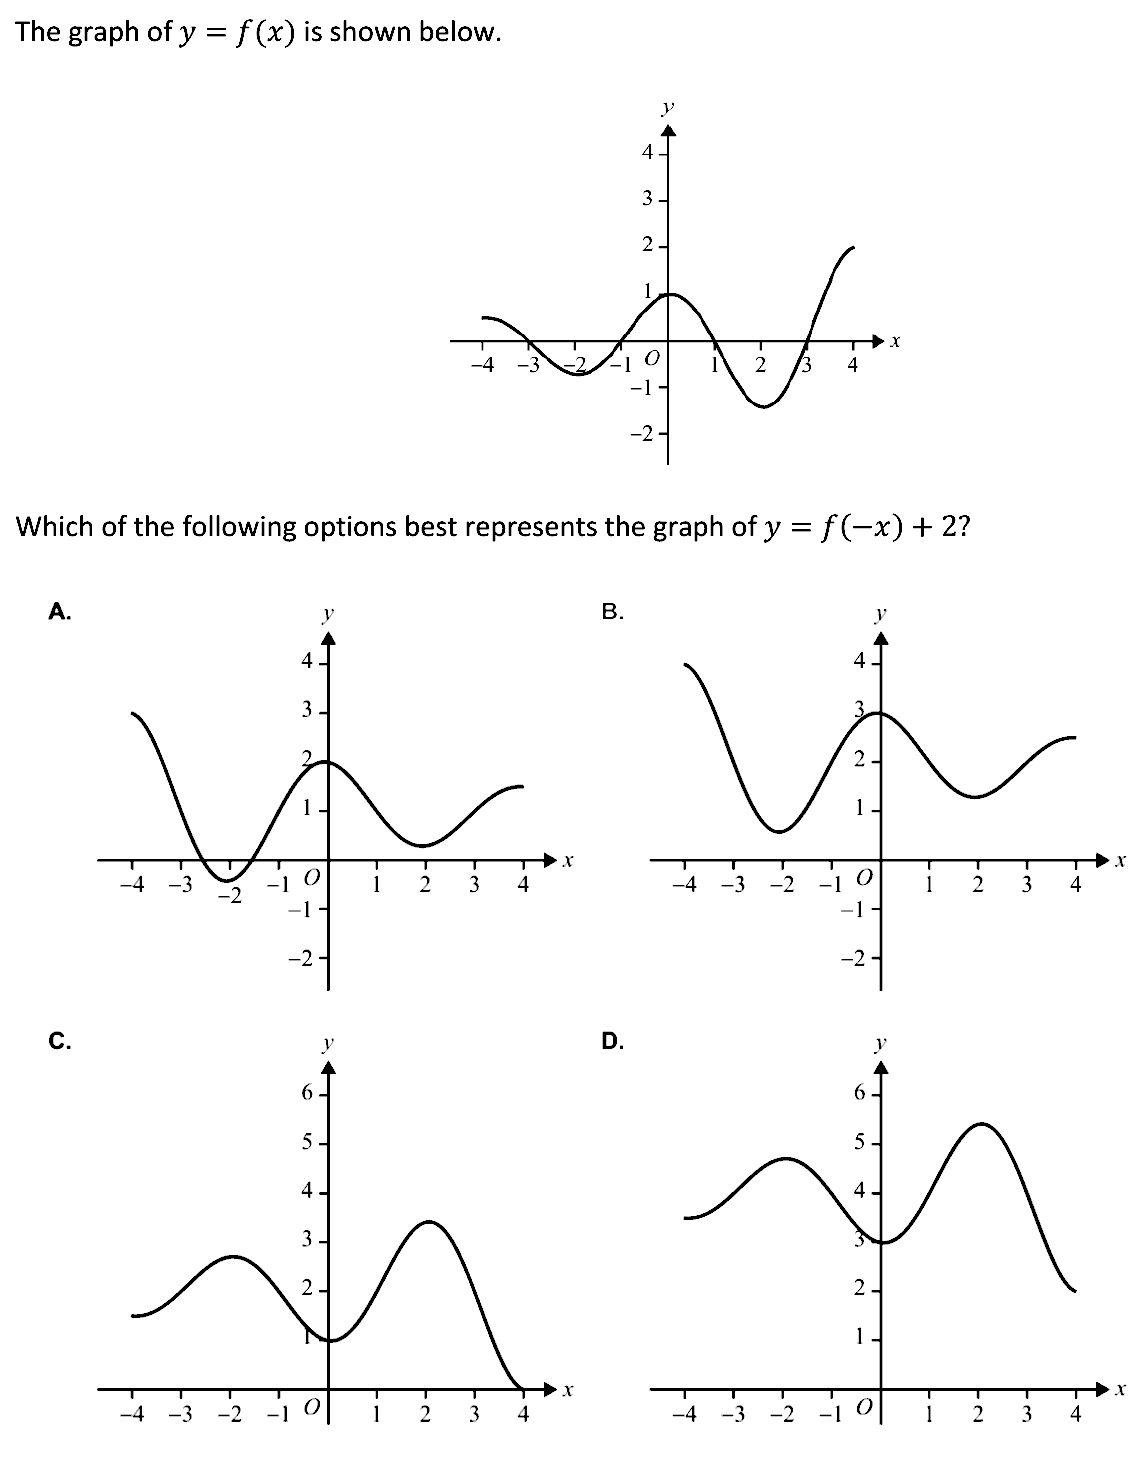 The graph of y = f(x) is shown below.
y
4
3
2
1
-4 -3 -2 -1 O 1 2 3 4 x
-1
-2
Which of the following options best represents the graph of y = f(−x) + 2?
A.
y
4
3
2
1
-4 -3 -2 -1 O 1 2 3 4 x
-1
-2
B.
y
4
3
2
1
-4 -3 -2 -1 O 1 2 3 4 x
-1
-2
C.
y
6
5
4
3
2
1
-4 -3 -2 -1 O 1 2 3 4 x
D.
y
6
5
4
3
2
1
-4 -3 -2 -1 O 1 2 3 4 x